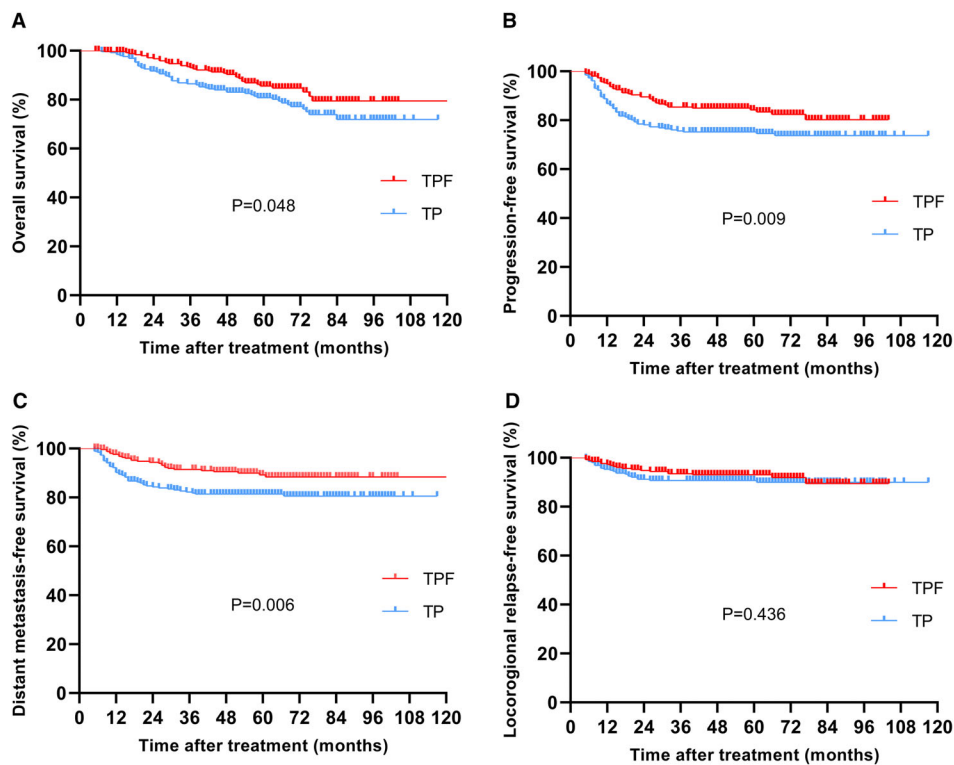 A
Overall survival (%)
100
80
60
40
20
0
TPF
TP
P=0.048
0 12 24 36 48 60 72 84 96 108 120
Time after treatment (months)
B
Progression-free survival (%)
100
80
60
40
20
0
TPF
TP
P=0.009
0 12 24 36 48 60 72 84 96 108 120
Time after treatment (months)
C
Distant metastasis-free survival (%)
100
80
60
40
20
0
TPF
TP
P=0.006
0 12 24 36 48 60 72 84 96 108 120
Time after treatment (months)
D
Locorogional relapse-free survival (%)
100
80
60
40
20
0
TPF
TP
P=0.436
0 12 24 36 48 60 72 84 96 108 120
Time after treatment (months)